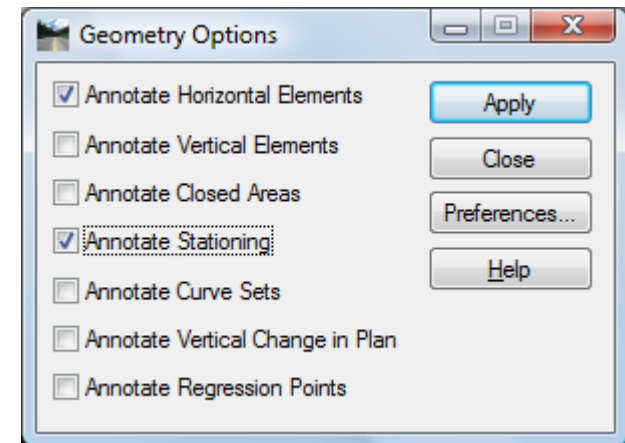 Geometry Options
Annotate Horizontal Elements
Annotate Vertical Elements
Annotate Closed Areas
Annotate Stationing
Annotate Curve Sets
Annotate Vertical Change in Plan
Annotate Regression Points
Apply
Close
Preferences...
Help